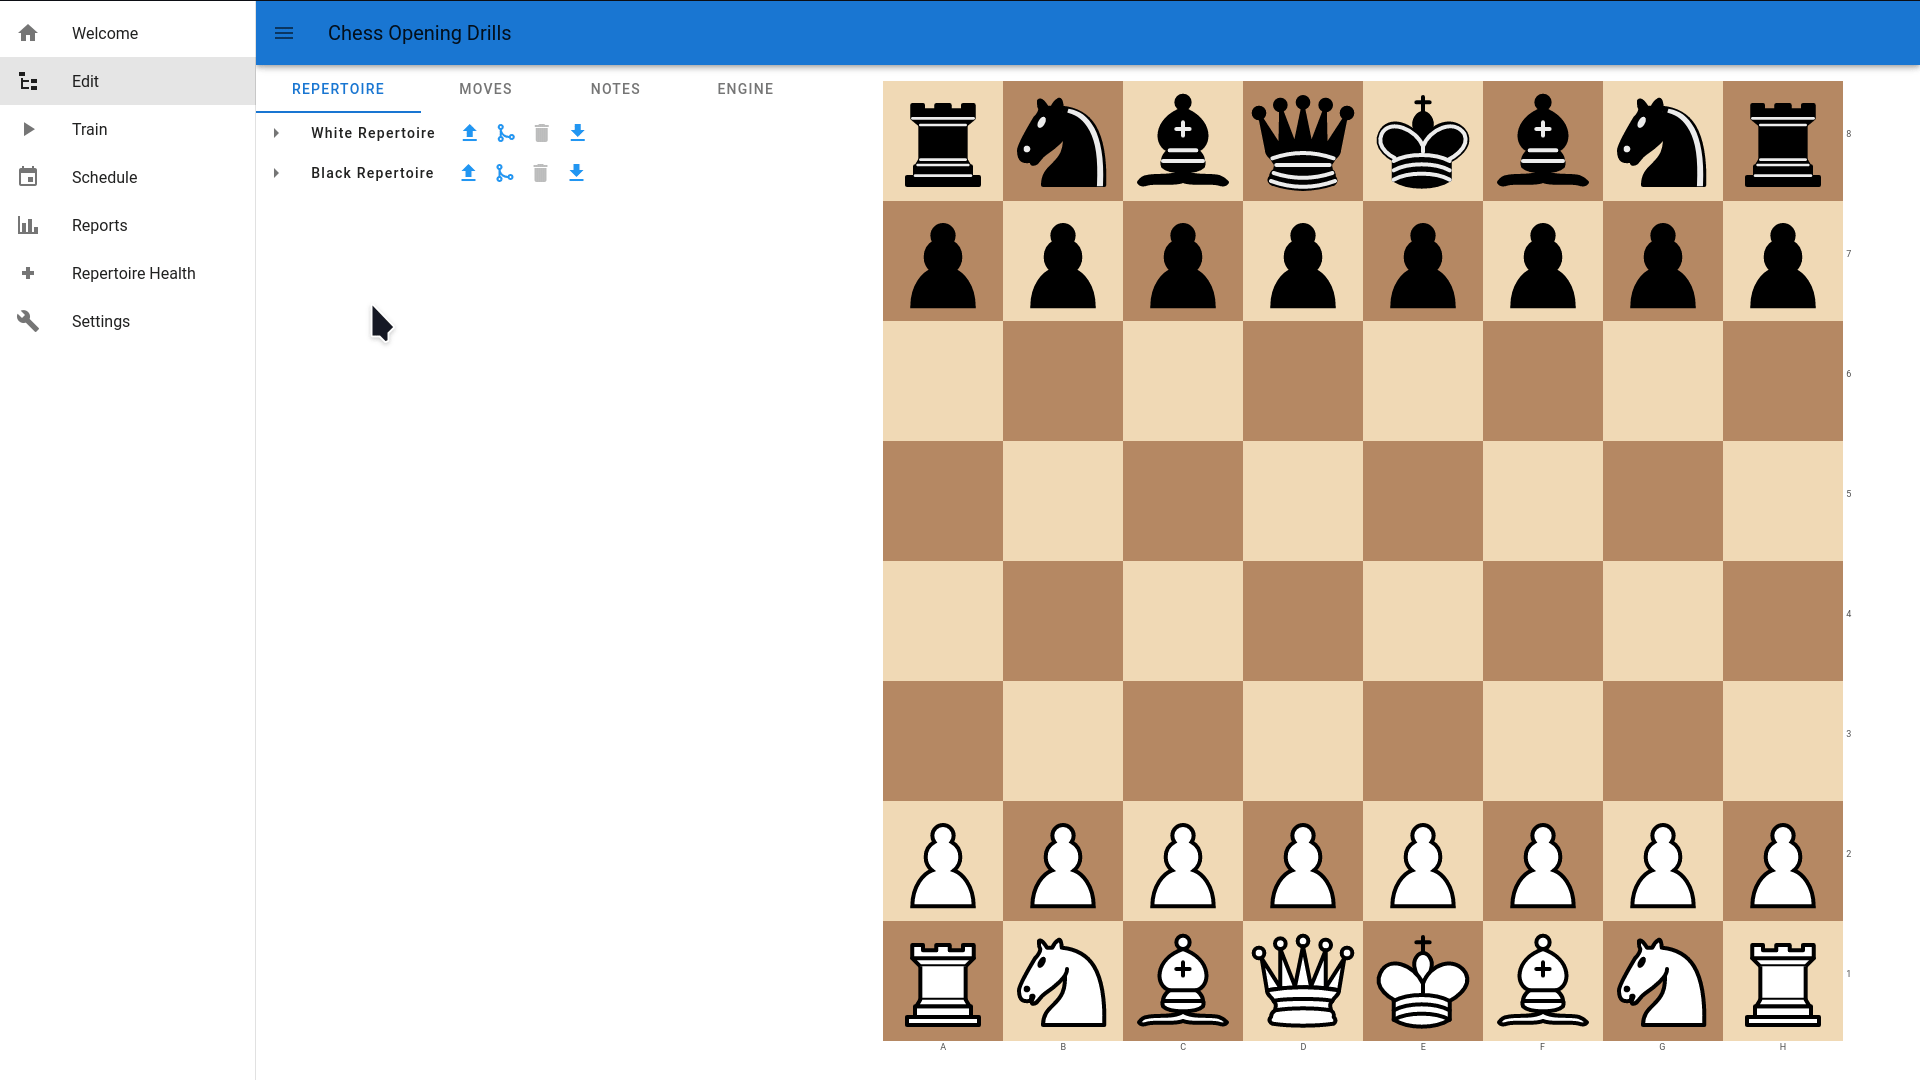 Welcome
Edit
Train
Schedule
Reports
Repertoire Health
Settings
Chess Opening Drills
REPERTOIRE MOVES NOTES ENGINE
White Repertoire
Black Repertoire
8
7
6
5
4
3
2
1
A B C D E F G H